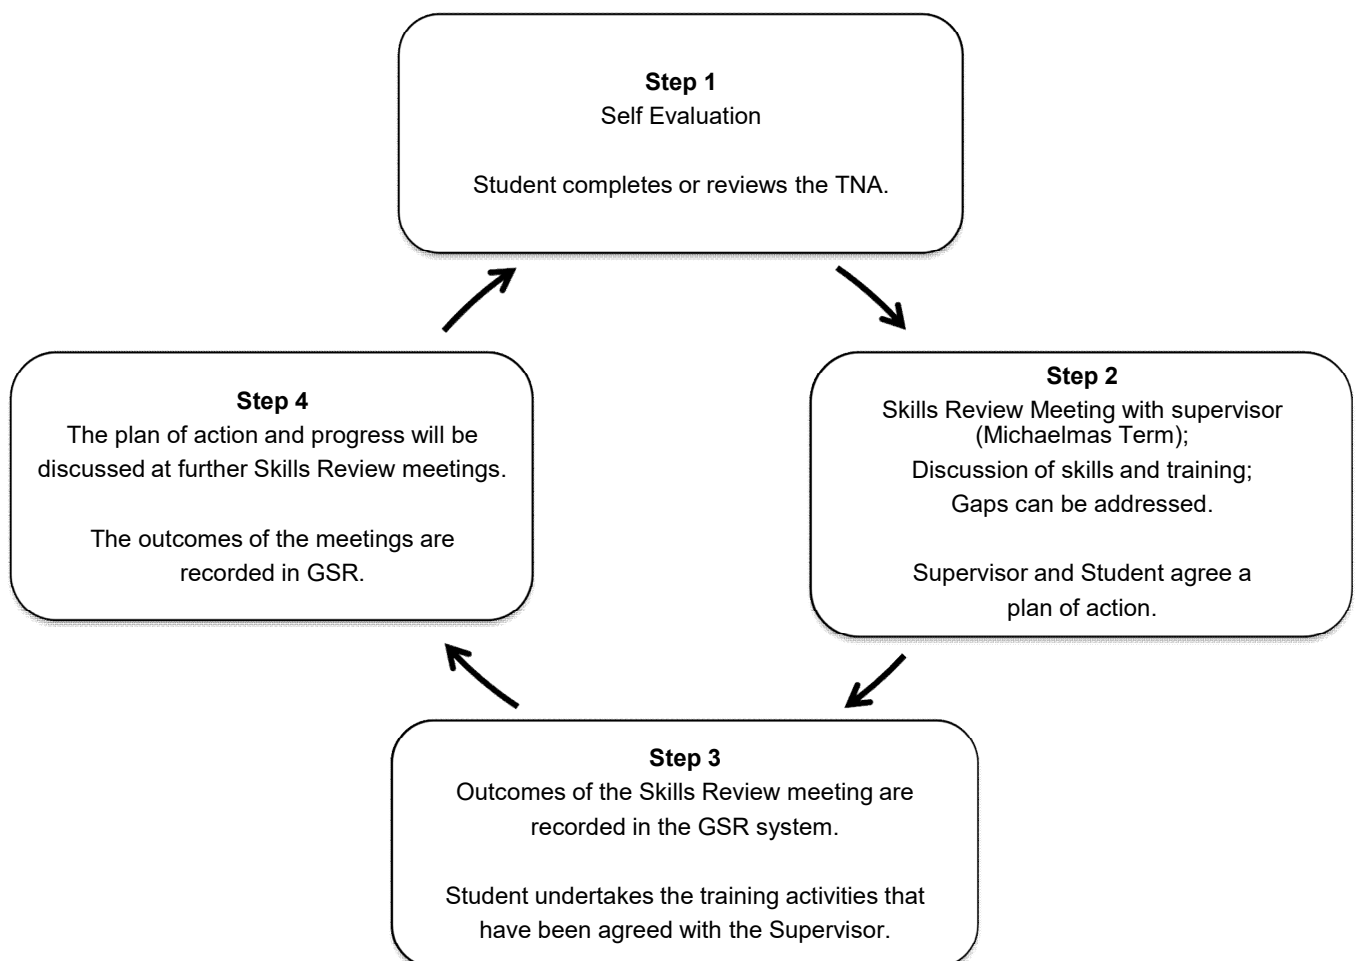 Step 1
Self Evaluation
Student completes or reviews the TNA.
Step 2
Skills Review Meeting with supervisor
(Michaelmas Term);
Discussion of skills and training;
Gaps can be addressed.
Supervisor and Student agree a
plan of action.
Step 3
Outcomes of the Skills Review meeting are
recorded in the GSR system.
Student undertakes the training activities that
have been agreed with the Supervisor.
Step 4
The plan of action and progress will be
discussed at further Skills Review meetings.
The outcomes of the meetings are
recorded in GSR.